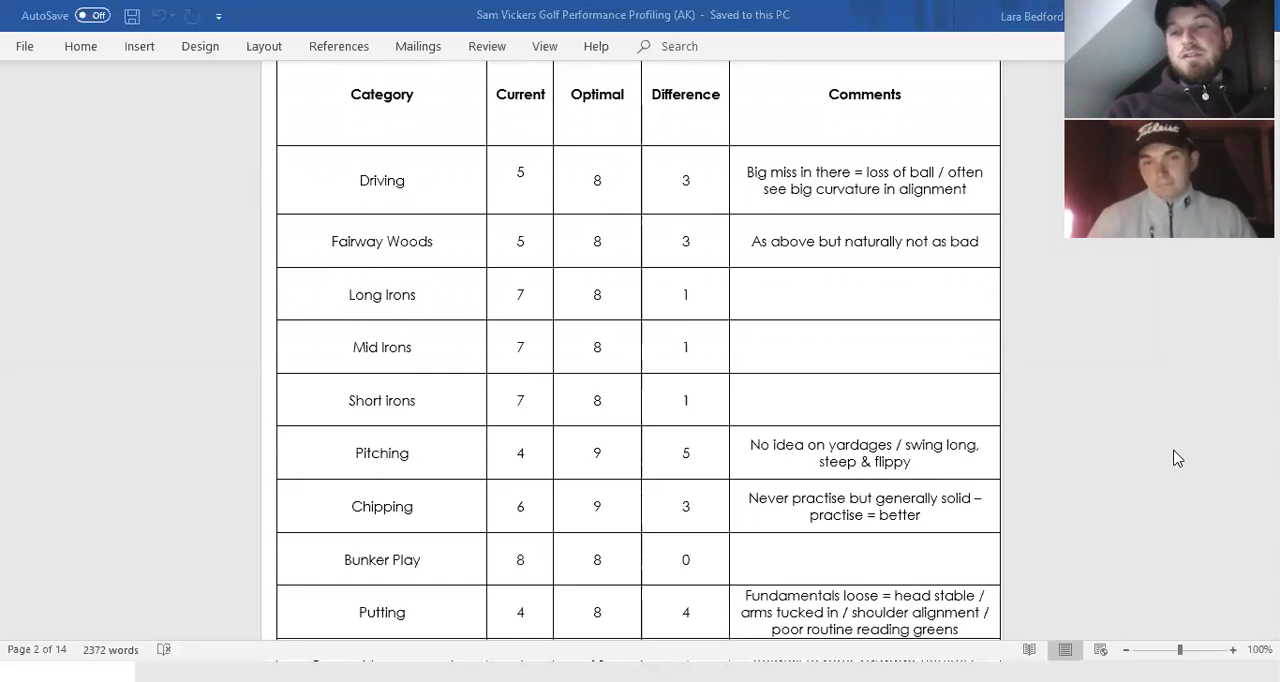 AutoSave Off
Sam Vickers Golf Performance Profiling (AK) - Saved to this PC
Lara Bedford
File Home Insert Design Layout References Mailings Review View Help Search
Category Current Optimal Difference Comments
Driving 5 8 3 Big miss in there = loss of ball / often
see big curvature in alignment
Fairway Woods 5 8 3 As above but naturally not as bad
Long Irons 7 8 1
Mid Irons 7 8 1
Short irons 7 8 1
Pitching 4 9 5 No idea on yardages / swing long,
steep & flippy
Chipping 6 9 3 Never practise but generally solid –
practise = better
Bunker Play 8 8 0
Putting 4 8 4 Fundamentals loose = head stable /
arms tucked in / shoulder alignment /
poor routine reading greens
Page 2 of 14 2372 words 100%
Titleist